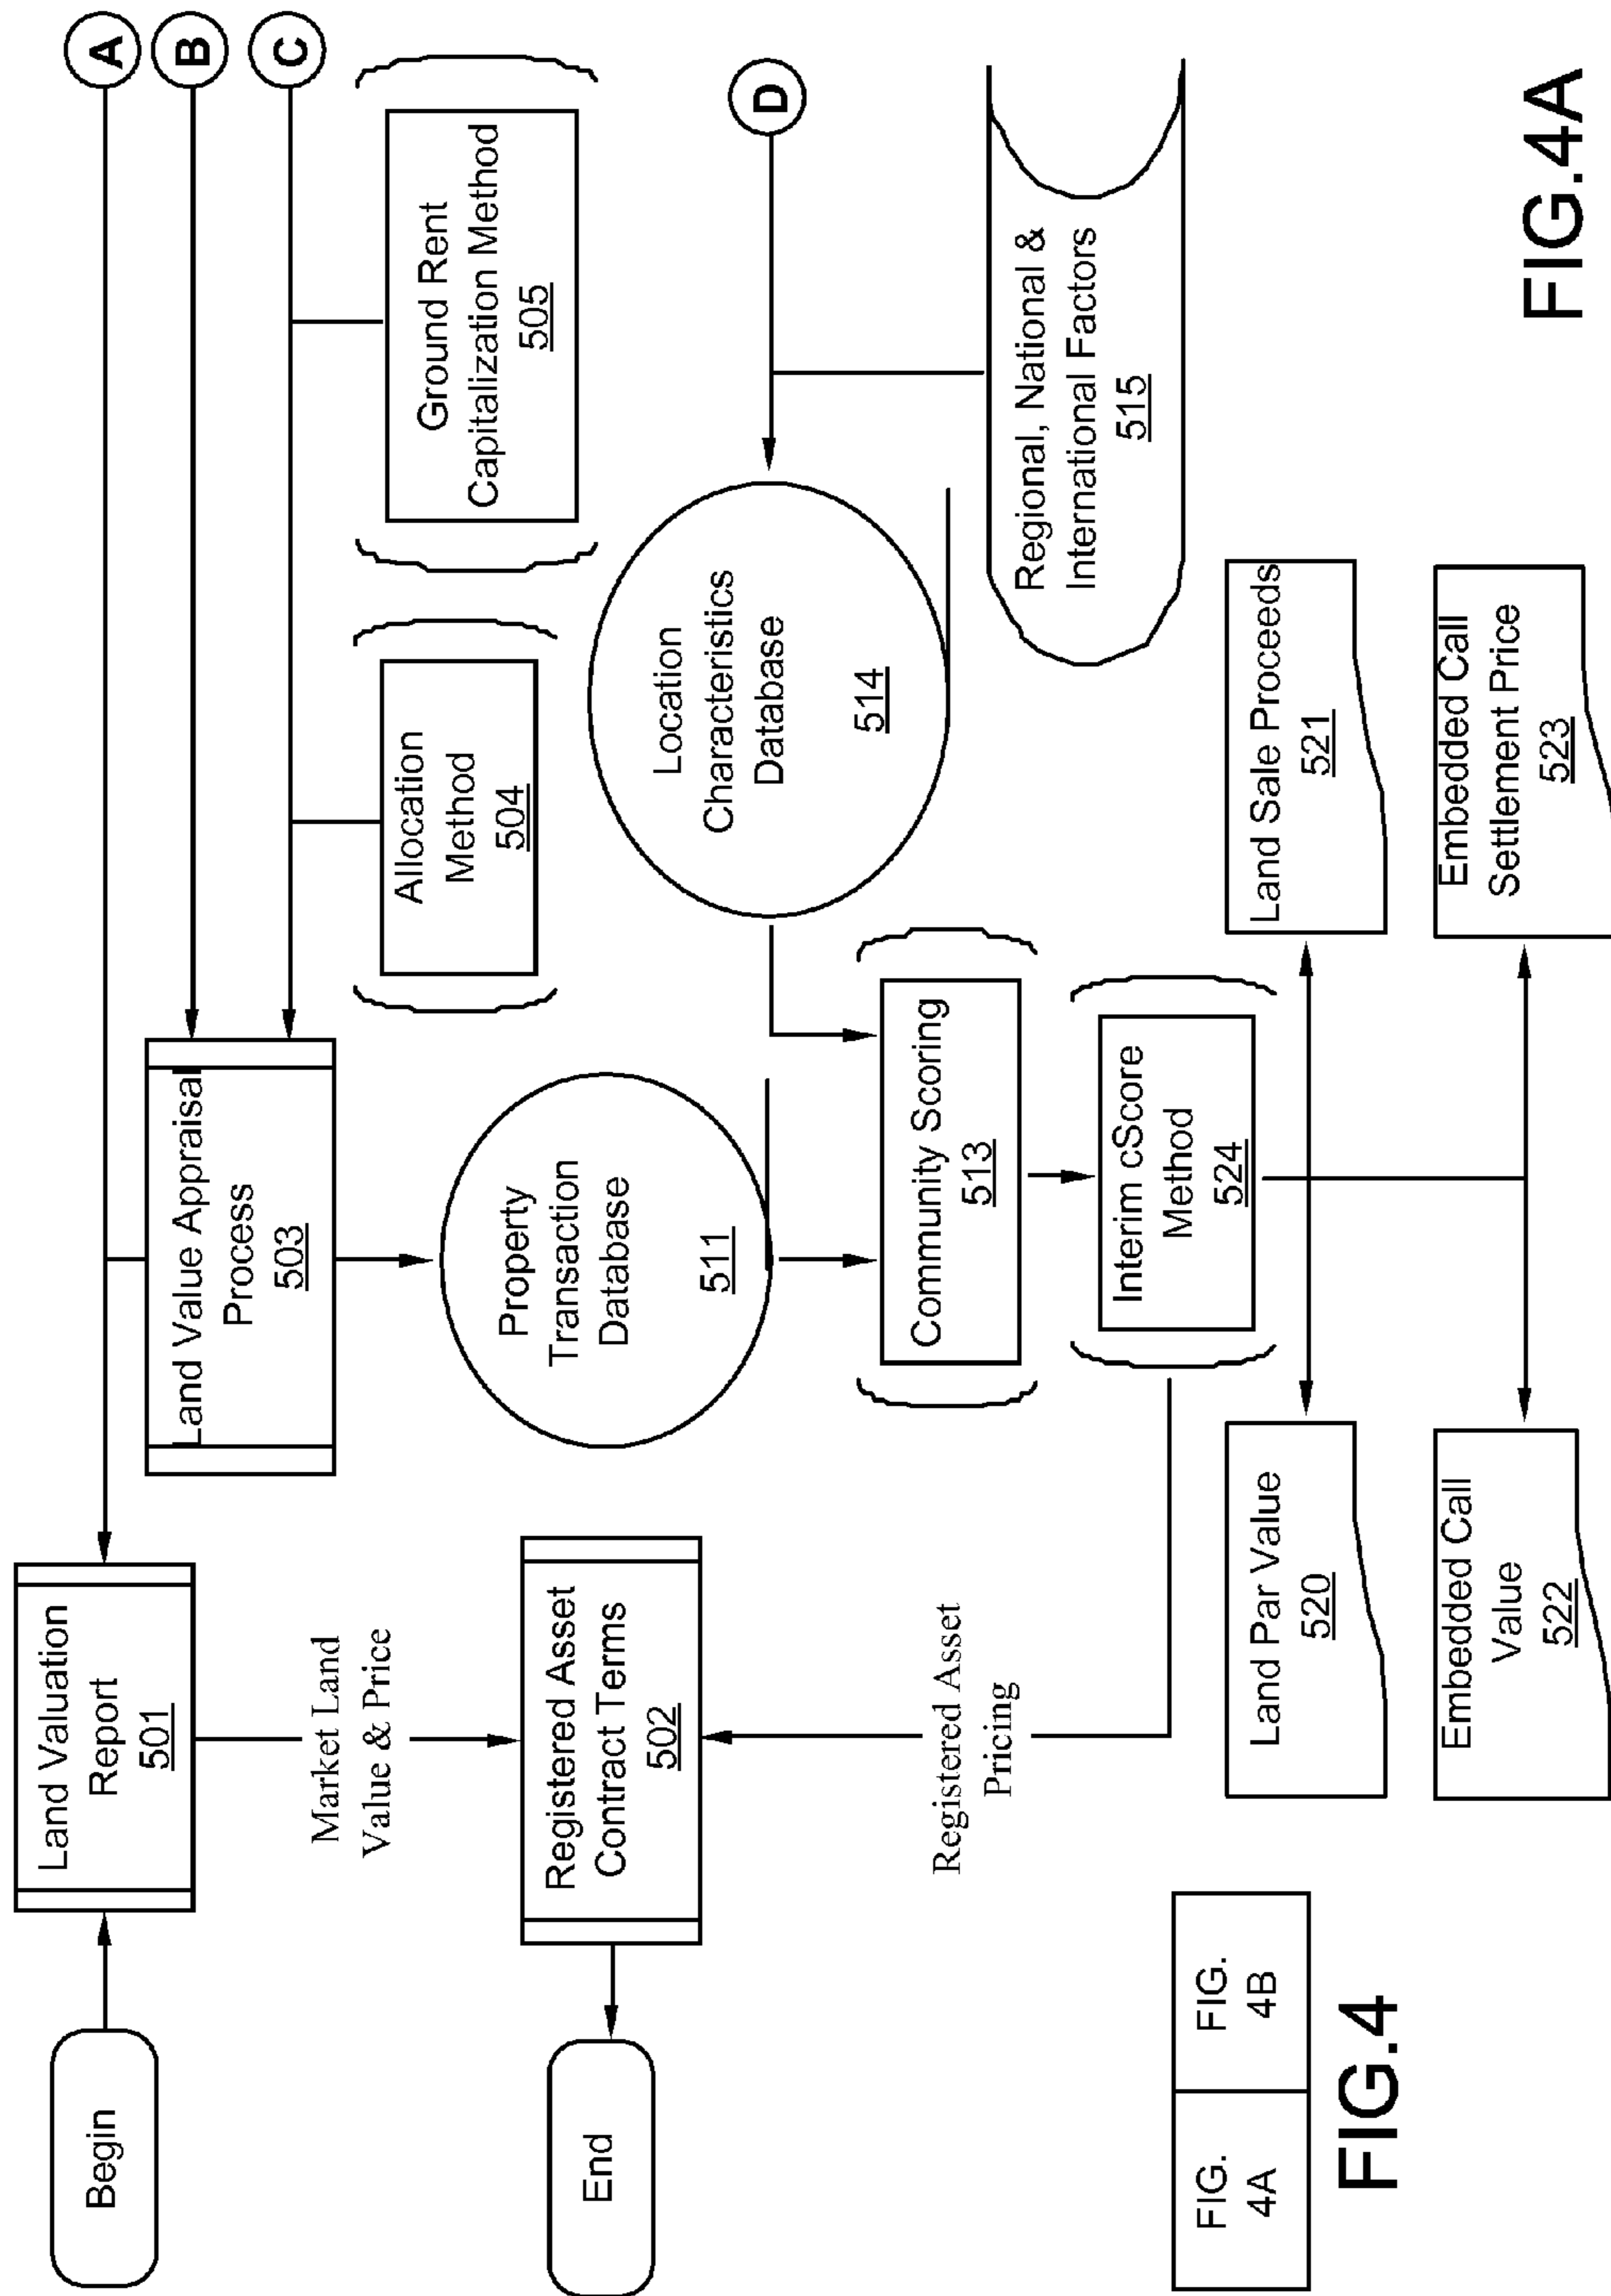 A
B
C
Begin
Land Valuation
Report
501
Land Value Appraisal
Process
503
Market Land
Value & Price
Allocation
Method
504
Ground Rent
Capitalization Method
505
End
Registered Asset
Contract Terms
502
Property
Transaction
Database
511
Location
Characteristics
Database
514
D
Registered Asset
Pricing
Community Scoring
513
Regional, National &
International Factors
515
Interim cScore
Method
524
Land Par Value
520
Land Sale Proceeds
521
Embedded Call
Value
522
Embedded Call
Settlement Price
523
FIG.
4A
FIG.
4B
FIG.4
FIG.4A